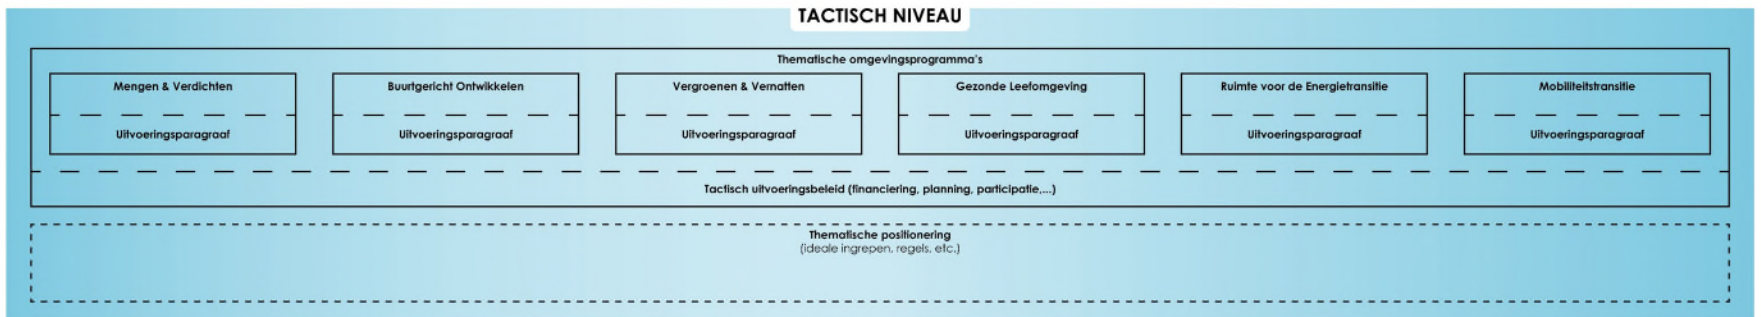 TACTISCH NIVEAU
Thematische omgevingsprogramma's
Mengen & Verdichten
Buurtgericht Ontwikkelen
Vergroenen & Vernatten
Gezonde Leefomgeving
Ruimte voor de Energietransitie
Mobiliteitstransitie
Uitvoeringsparagraaf
Uitvoeringsparagraaf
Uitvoeringsparagraaf
Uitvoeringsparagraaf
Uitvoeringsparagraaf
Uitvoeringsparagraaf
Tactisch uitvoeringsbeleid (financiering, planning, participatie,...)
Thematische positionering
(ideale ingrepen, regels, etc.)